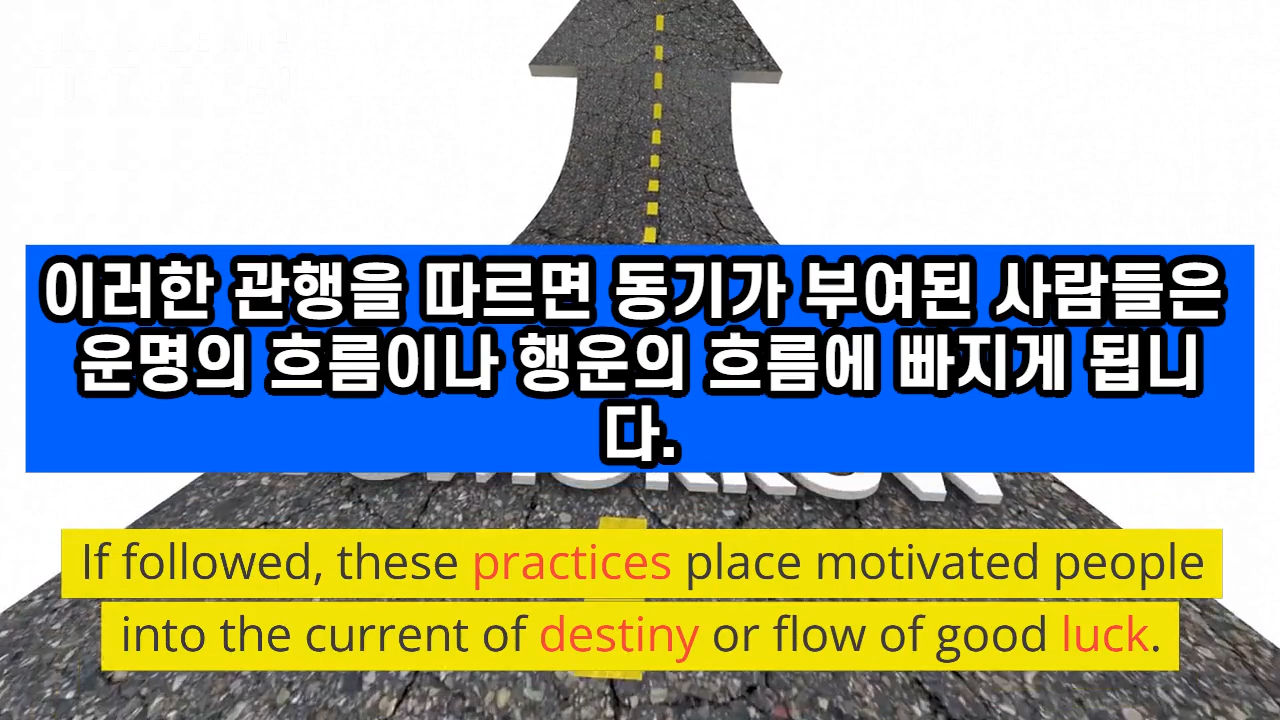 이러한 관행을 따르면 동기가 부여된 사람들은
운명의 흐름이나 행운의 흐름에 빠지게 됩니
다.
If followed, these practices place motivated people
into the current of destiny or flow of good luck.